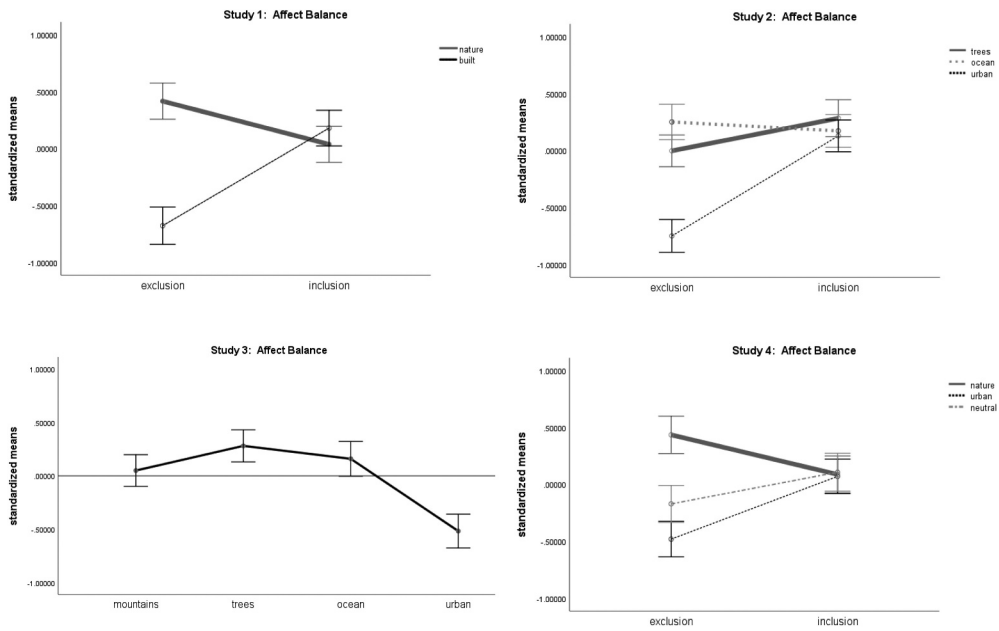 Study 1: Affect Balance
1.00000
.50000
.00000
-.50000
-1.00000
standardized means
exclusion
inclusion
nature
built
Study 2: Affect Balance
1.00000
.50000
.00000
-.50000
-1.00000
standardized means
exclusion
inclusion
trees
ocean
urban
Study 3: Affect Balance
1.00000
.50000
.00000
-.50000
-1.00000
standardized means
mountains
trees
ocean
urban
Study 4: Affect Balance
1.00000
.50000
.00000
-.50000
-1.00000
standardized means
exclusion
inclusion
nature
urban
neutral